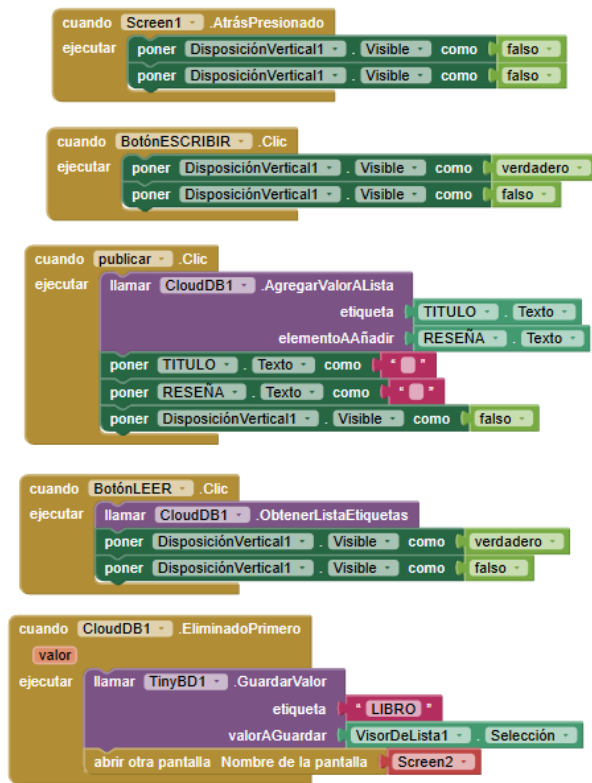 cuando Screen1 .AtrásPresionado
ejecutar poner DisposiciónVertical1 . Visible como falso
poner DisposiciónVertical1 . Visible como falso
cuando BotónESCRIBIR .Clic
ejecutar poner DisposiciónVertical1 . Visible como verdadero
poner DisposiciónVertical1 . Visible como falso
cuando publicar .Clic
ejecutar llamar CloudDB1 .AgregarValorALista
etiqueta TITULO . Texto
elementoAAñadir RESEÑA . Texto
poner TITULO . Texto como “ ”
poner RESEÑA . Texto como “ ”
poner DisposiciónVertical1 . Visible como falso
cuando BotónLEER .Clic
ejecutar llamar CloudDB1 .ObtenerListaEtiquetas
poner DisposiciónVertical1 . Visible como verdadero
poner DisposiciónVertical1 . Visible como falso
cuando CloudDB1 .EliminadoPrimero
valor
ejecutar llamar TinyBD1 .GuardarValor
etiqueta “ LIBRO ”
valorAGuardar VisorDeLista1 . Selección
abrir otra pantalla Nombre de la pantalla Screen2